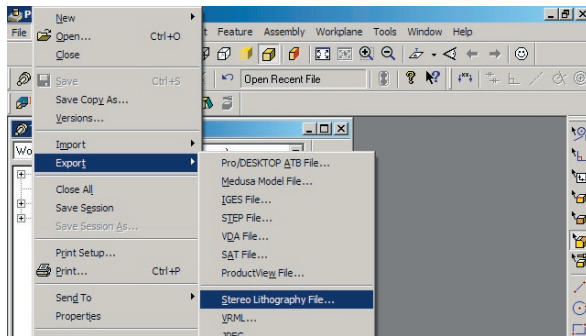 P
File
t Feature Assembly Workplane Tools Window Help
New
Open... Ctrl+O
Close
Save Ctrl+S
Open Recent File
Save Copy As...
Versions...
Import
Wo
Export
Pro/DESKTOP ATB File...
Medusa Model File...
IGES File...
STEP File...
VDA File...
SAT File...
ProductView File...
Stereo Lithography File...
VRML...
JPEG
Close All
Save Session
Save Session As...
Print Setup...
Print... Ctrl+P
Send To
Properties